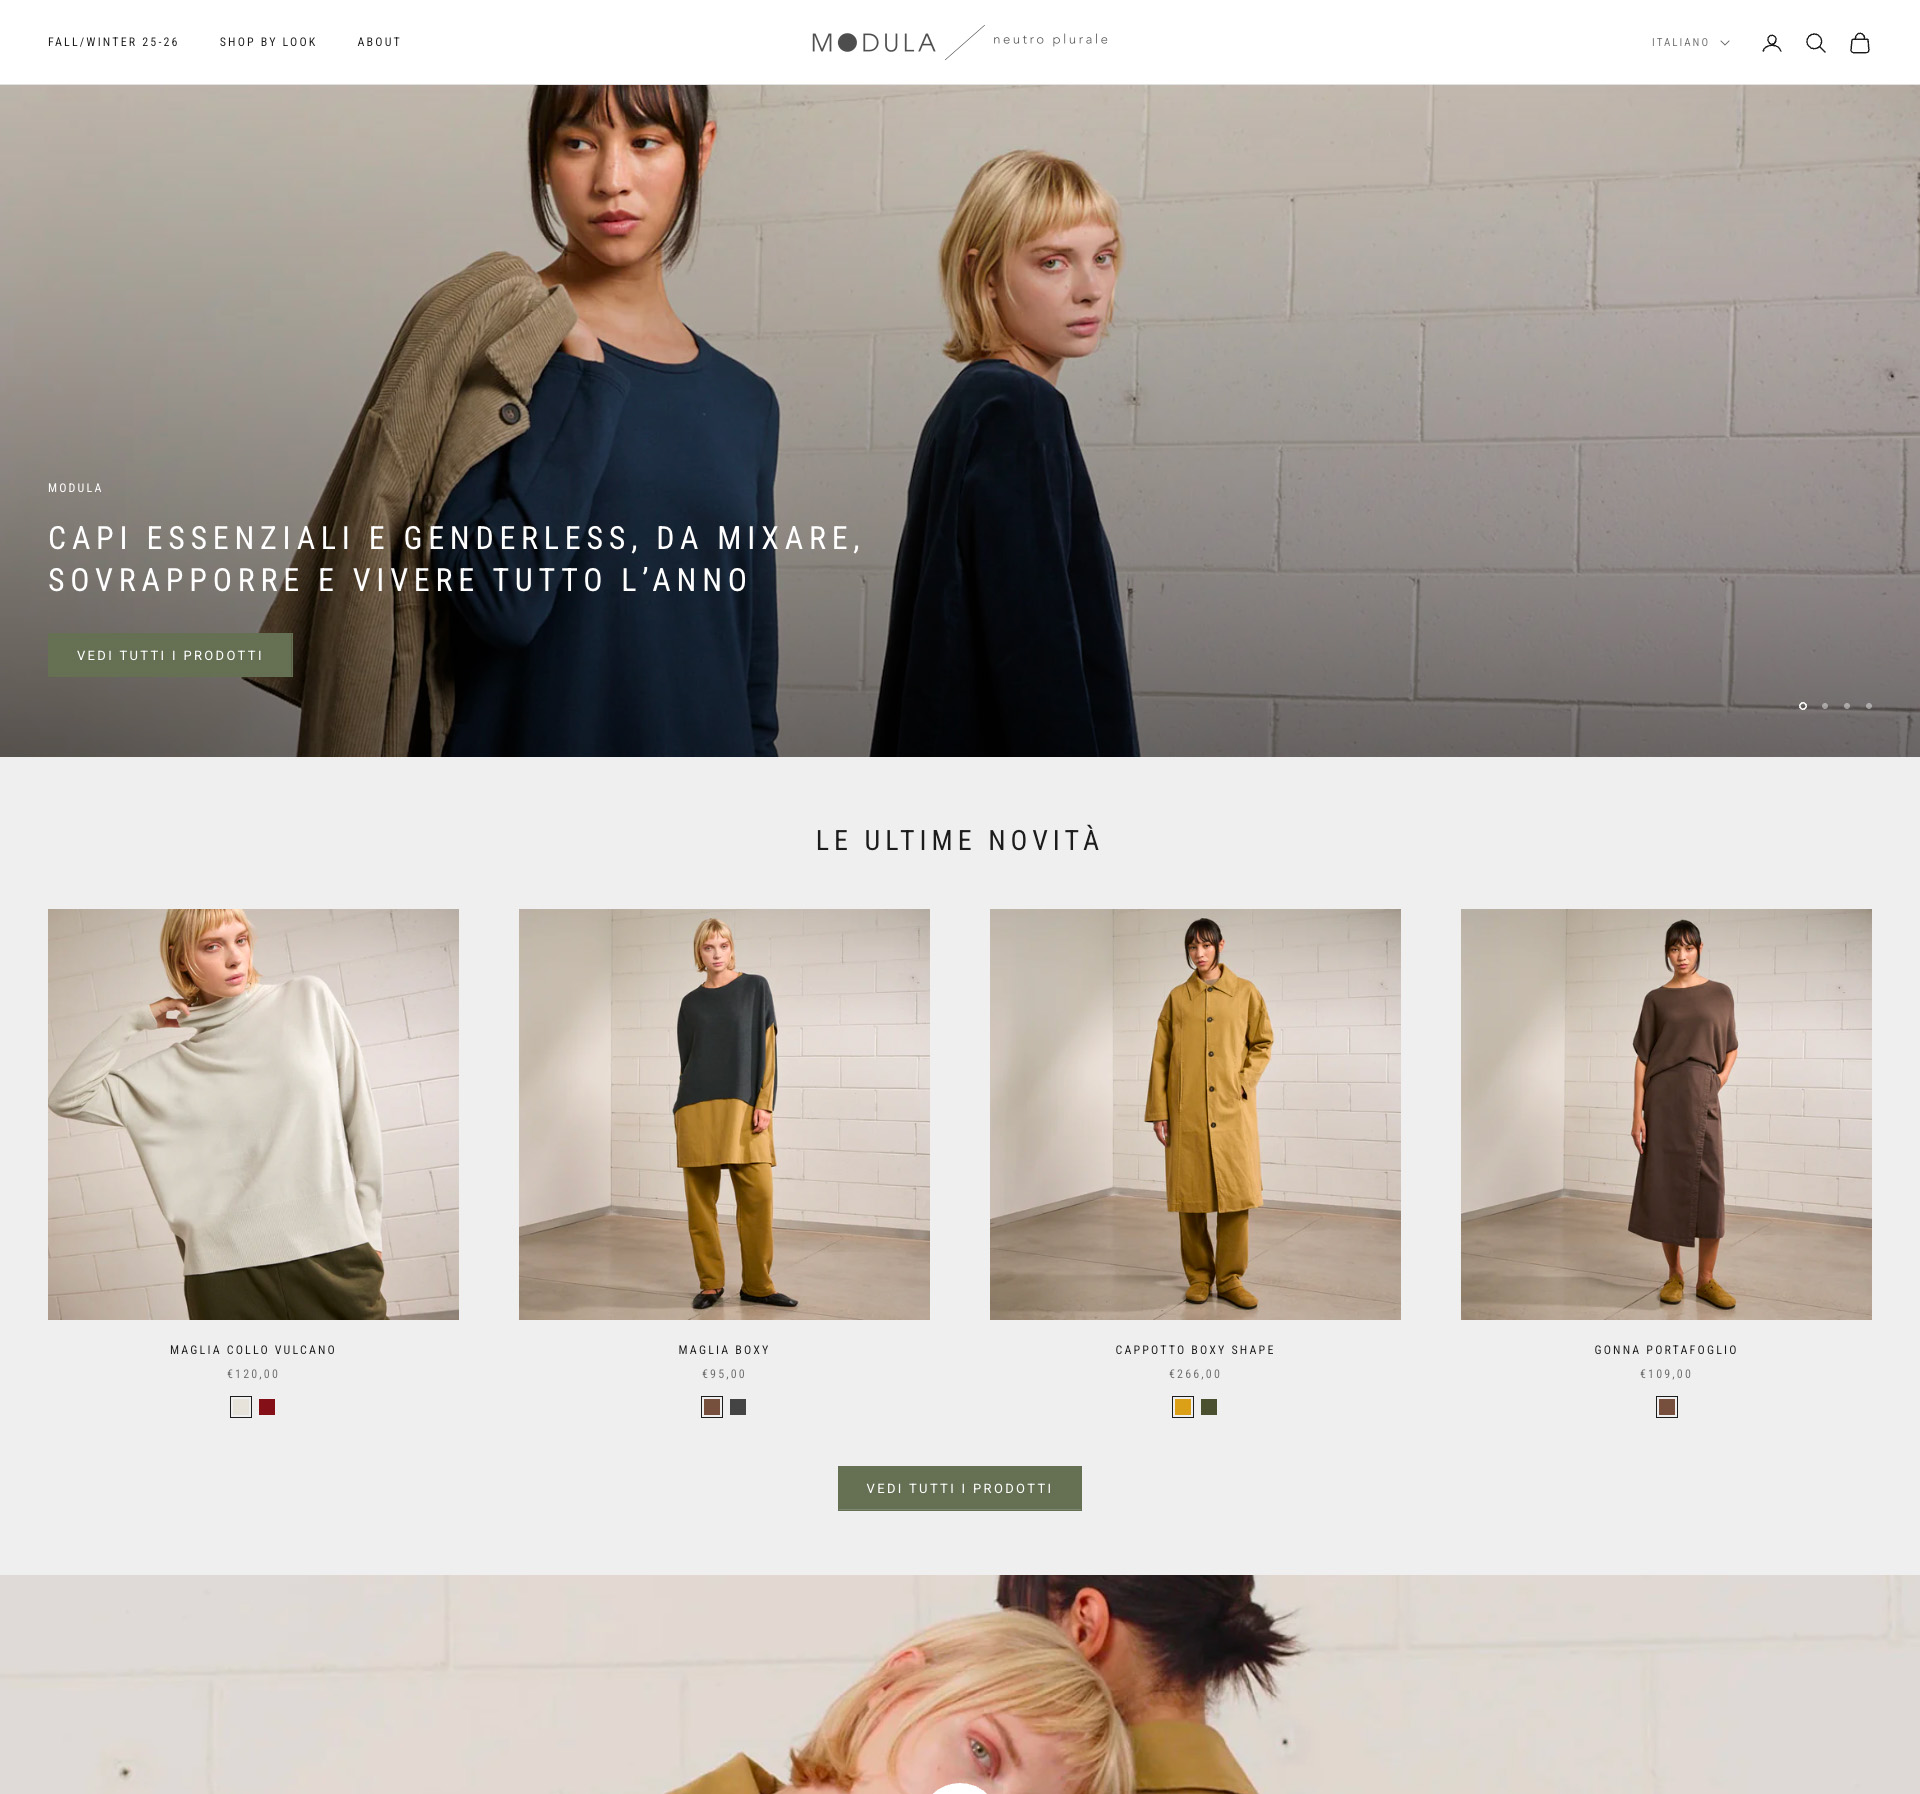 FALL/WINTER 25-26
SHOP BY LOOK
ABOUT
MODULA
neutro plurale
ITALIANO
MODULA
CAPI ESSENZIALI E GENDERLESS, DA MIXARE,
SOVRAPPORRE E VIVERE TUTTO L’ANNO
VEDI TUTTI I PRODOTTI
LE ULTIME NOVITÀ
MAGLIA COLLO VULCANO
€120,00
MAGLIA BOXY
€95,00
CAPPOTTO BOXY SHAPE
€266,00
GONNA PORTAFOGLIO
€109,00
VEDI TUTTI I PRODOTTI